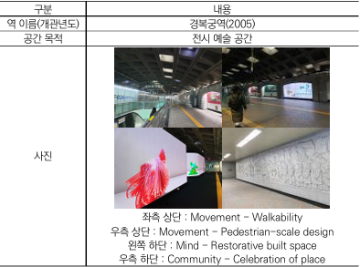 구분 내용
역 이름(개관년도) 경복궁역(2005)
공간 목적 전시 예술 공간
사진
좌측 상단 : Movement - Walkability
우측 상단 : Movement - Pedestrian-scale design
왼쪽 하단 : Mind - Restorative built space
우측 하단 : Community - Celebration of place